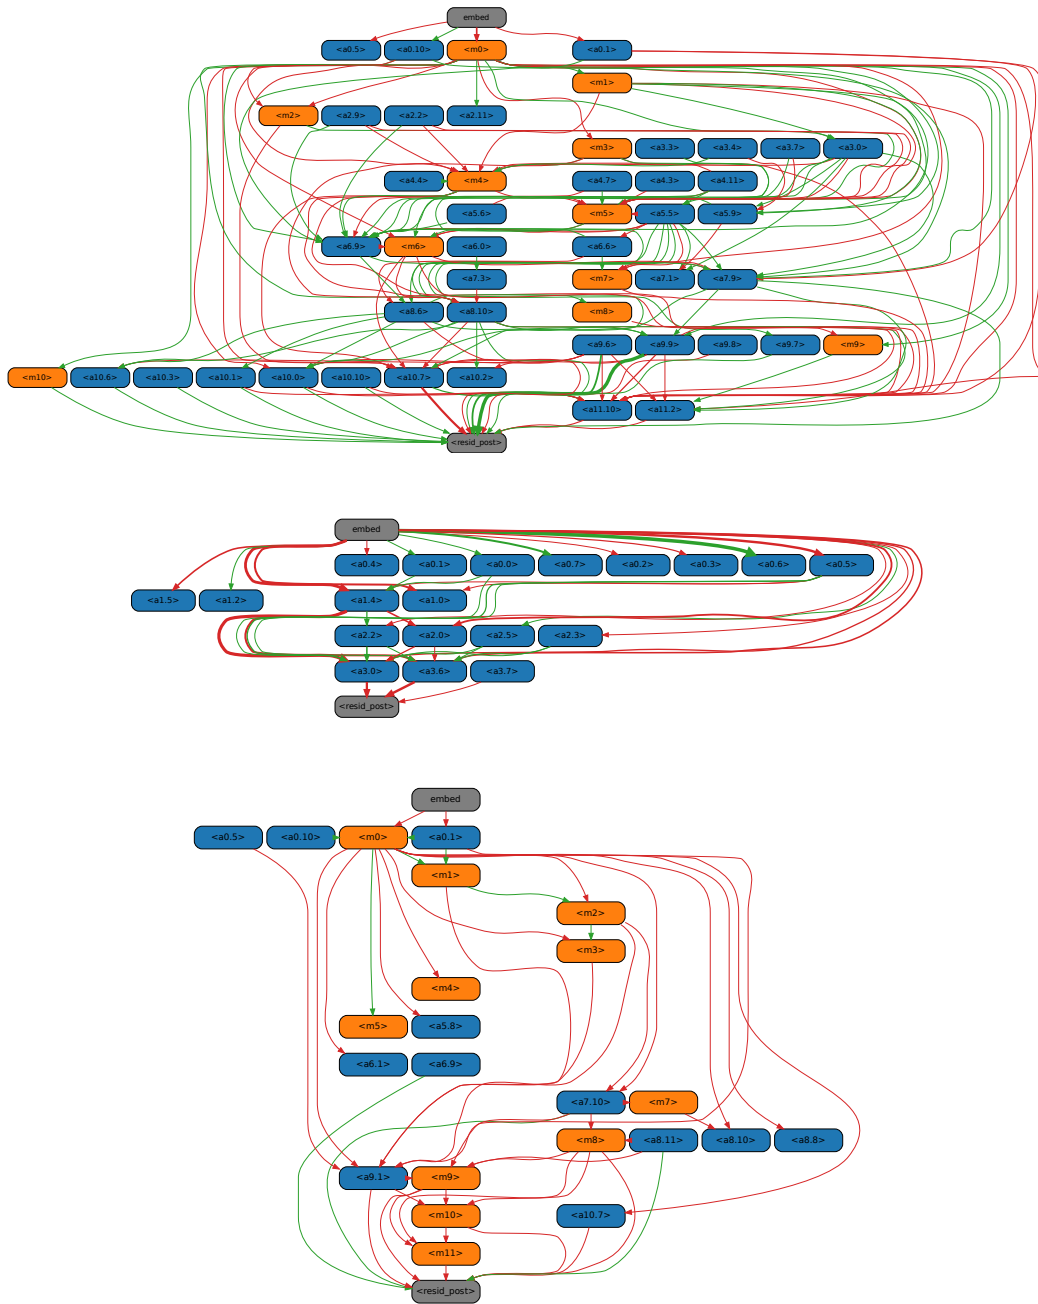 embed
<a0.5> <a0.10> <m0> <a0.1>
<m1>
<m2> <a2.9> <a2.2> <a2.11>
<m3> <a3.3> <a3.4> <a3.7> <a3.0>
<a4.4> <m4> <a4.7> <a4.3> <a4.11>
<a5.6> <m5> <a5.5> <a5.9>
<a6.9> <m6> <a6.0> <a6.6>
<a7.3> <m7> <a7.1> <a7.9>
<a8.6> <a8.10> <m8>
<a9.6> <a9.9> <a9.8> <a9.7> <m9>
<m10> <a10.6> <a10.3> <a10.1> <a10.0> <a10.10> <a10.7> <a10.2>
<a11.10> <a11.2>
<resid_post>
embed
<a0.4> <a0.1> <a0.0> <a0.7> <a0.2> <a0.3> <a0.6> <a0.5>
<a1.5> <a1.2> <a1.4> <a1.0>
<a2.2> <a2.0> <a2.5> <a2.3>
<a3.0> <a3.6> <a3.7>
<resid_post>
embed
<a0.5> <a0.10> <m0> <a0.1>
<m1>
<m2>
<m3>
<m4>
<m5> <a5.8>
<a6.1> <a6.9>
<a7.10> <m7>
<m8> <a8.11> <a8.10> <a8.8>
<a9.1> <m9>
<m10> <a10.7>
<m11>
<resid_post>